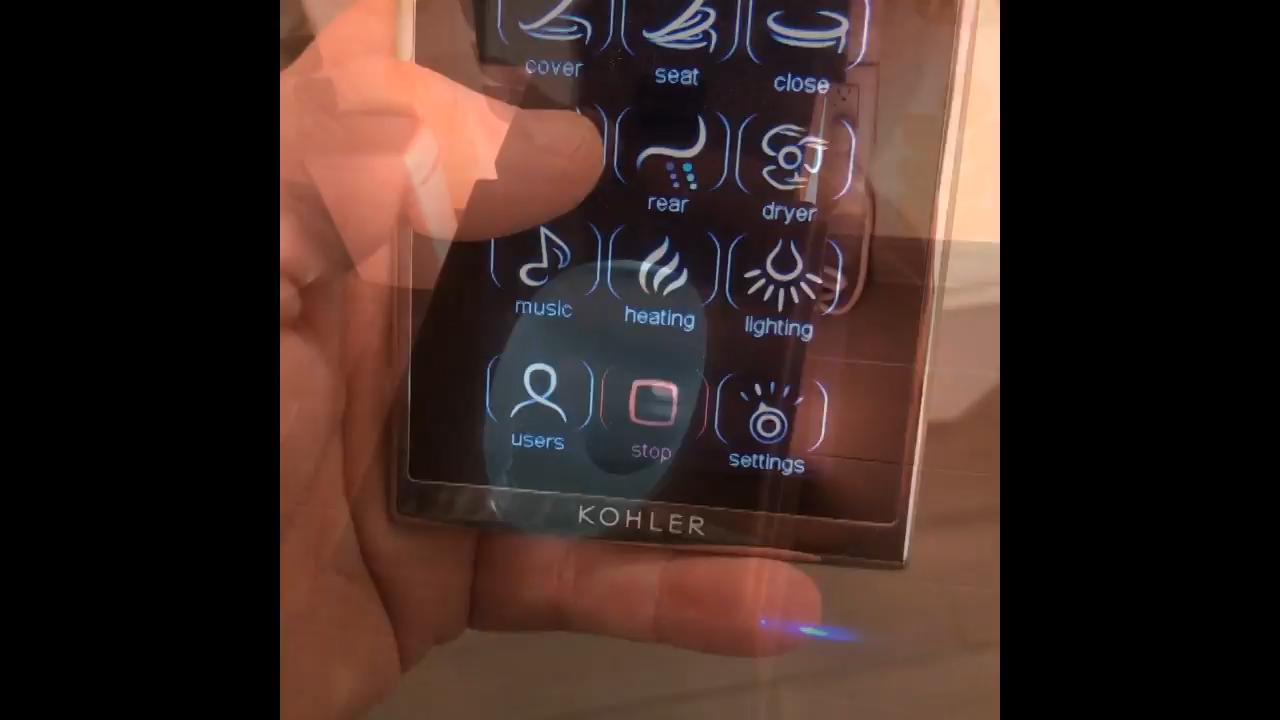 cover seat close
rear dryer
music heating lighting
users stop settings
KOHLER